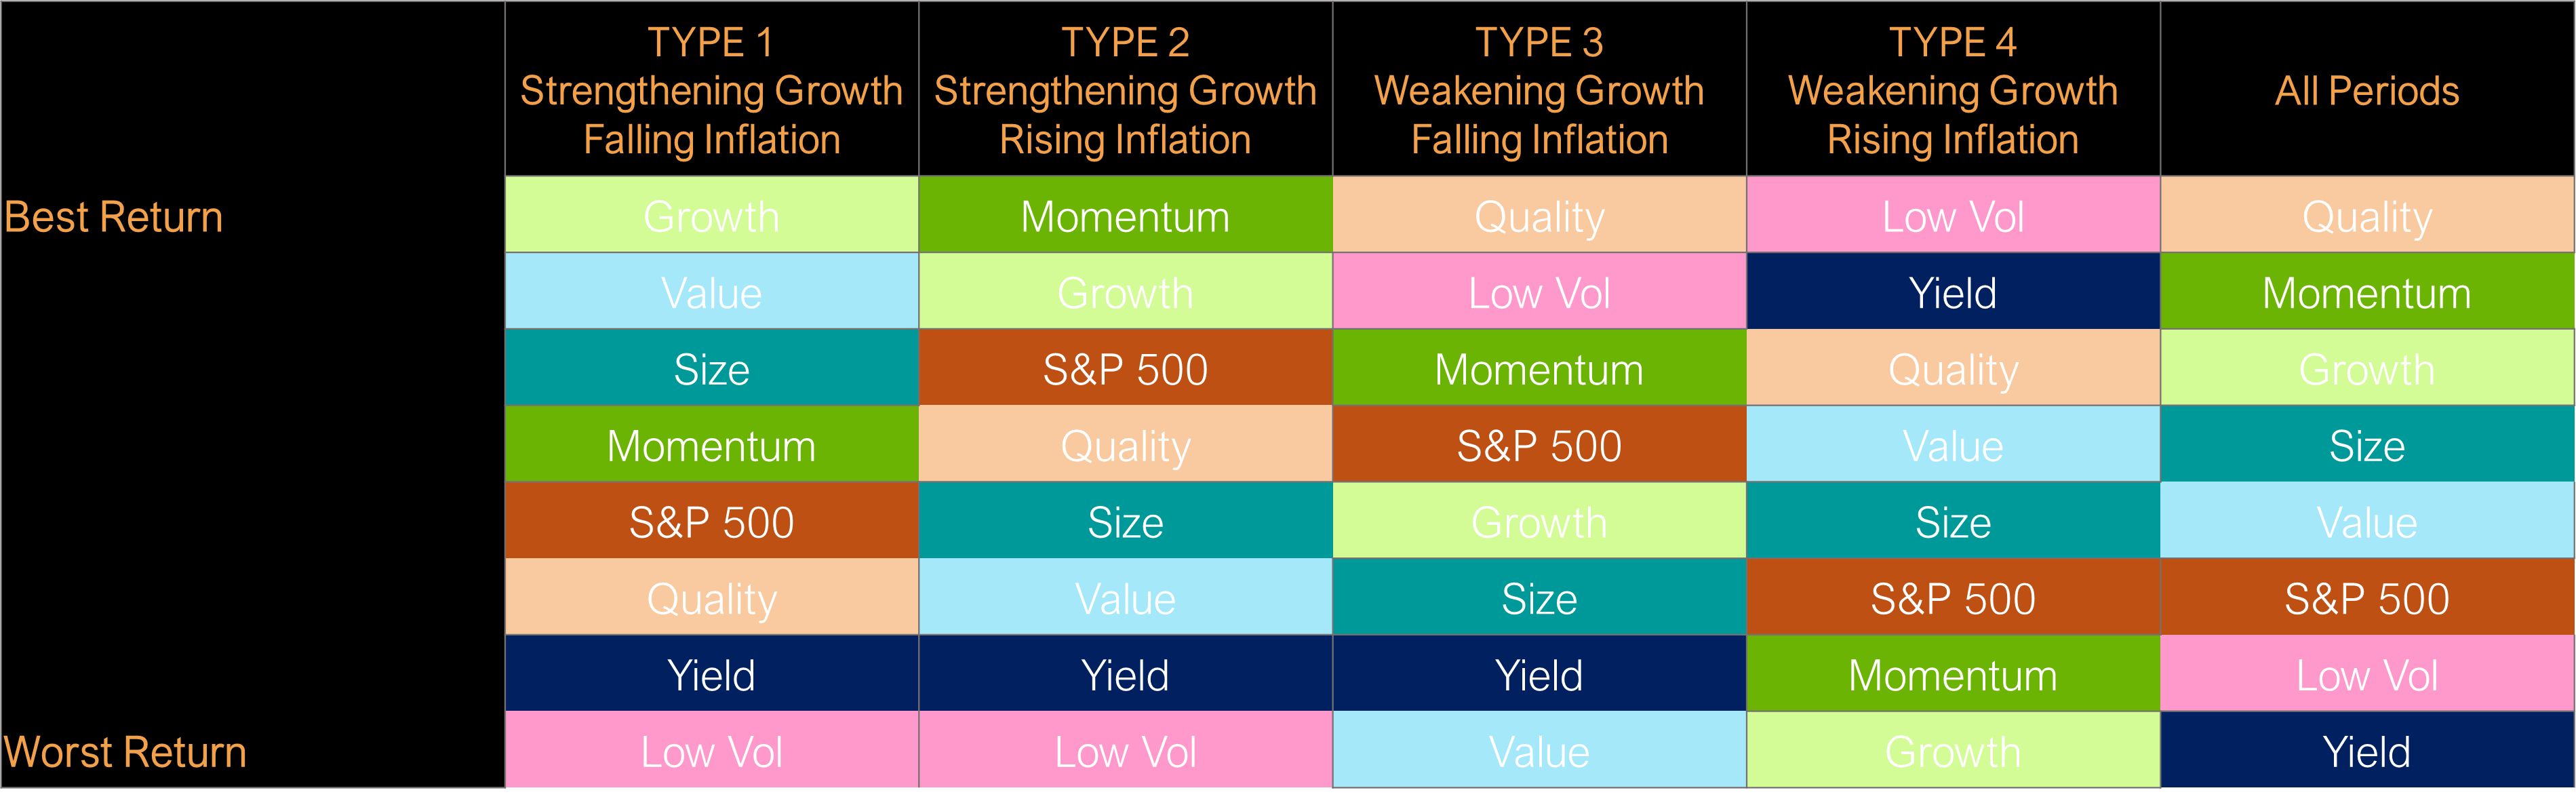 TYPE 1
Strengthening Growth
Falling Inflation
TYPE 2
Strengthening Growth
Rising Inflation
TYPE 3
Weakening Growth
Falling Inflation
TYPE 4
Weakening Growth
Rising Inflation
All Periods
Best Return Growth Momentum Quality Low Vol Quality
Value Growth Low Vol Yield Momentum
Size S&P 500 Momentum Quality Growth
Momentum Quality S&P 500 Value Size
S&P 500 Size Growth Size Value
Quality Value Size S&P 500 S&P 500
Yield Yield Yield Momentum Low Vol
Worst Return Low Vol Low Vol Value Growth Yield